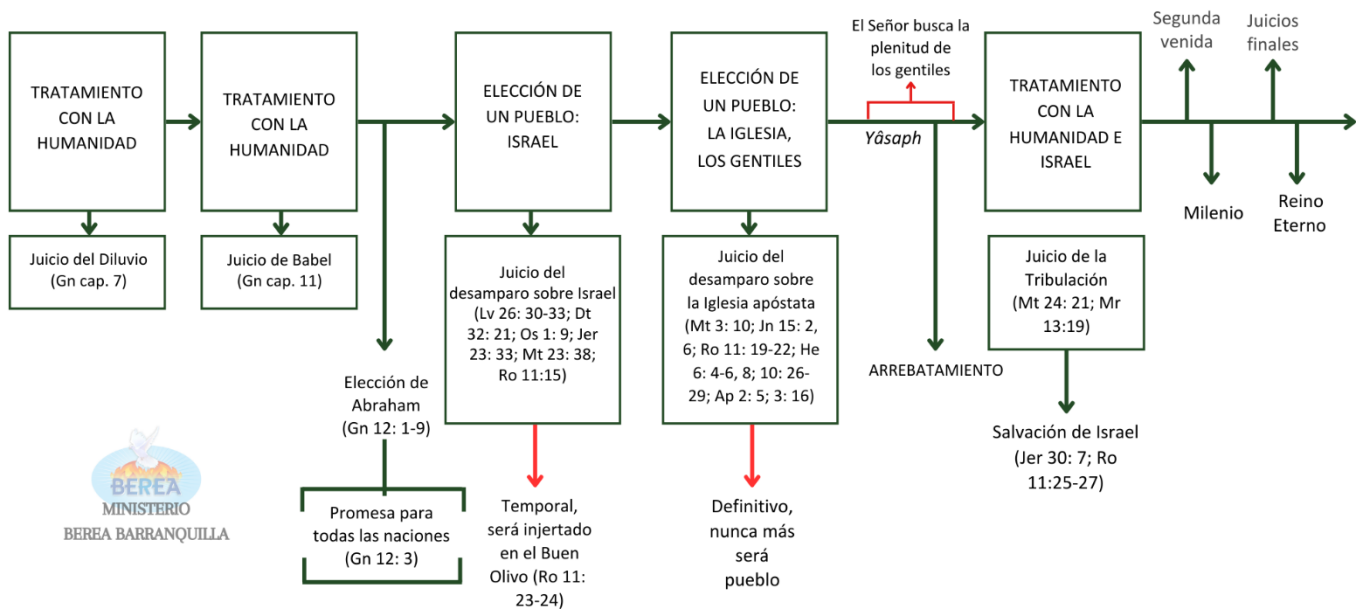 TRATAMIENTO
CON LA
HUMANIDAD
Juicio del Diluvio
(Gn cap. 7)
TRATAMIENTO
CON LA
HUMANIDAD
Juicio de Babel
(Gn cap. 11)
Elección de
Abraham
(Gn 12: 1-9)
Promesa para
todas las naciones
(Gn 12: 3)
ELECCIÓN DE
UN PUEBLO:
ISRAEL
Juicio del
desamparo sobre Israel
(Lv 26: 30-33; Dt
32: 21; Os 1: 9; Jer
23: 33; Mt 23: 38;
Ro 11:15)
Temporal,
será injertado
en el Buen
Olivo (Ro 11:
23-24)
ELECCIÓN DE
UN PUEBLO:
LA IGLESIA,
LOS GENTILES
Juicio del
desamparo sobre
la Iglesia apóstata
(Mt 3: 10; Jn 15: 2,
6; Ro 11: 19-22; He
6: 4-6, 8; 10: 26-
29; Ap 2: 5; 3: 16)
Definitivo,
nunca más
será
pueblo
El Señor busca la
plenitud de
los gentiles
Yâsaph
ARREBATAMIENTO
TRATAMIENTO
CON LA
HUMANIDAD E
ISRAEL
Juicio de la
Tribulación
(Mt 24: 21; Mr
13:19)
Salvación de Israel
(Jer 30: 7; Ro
11:25-27)
Segunda
venida
Milenio
Juicios
finales
Reino
Eterno
BEREA
MINISTERIO
BEREA BARRANQUILLA